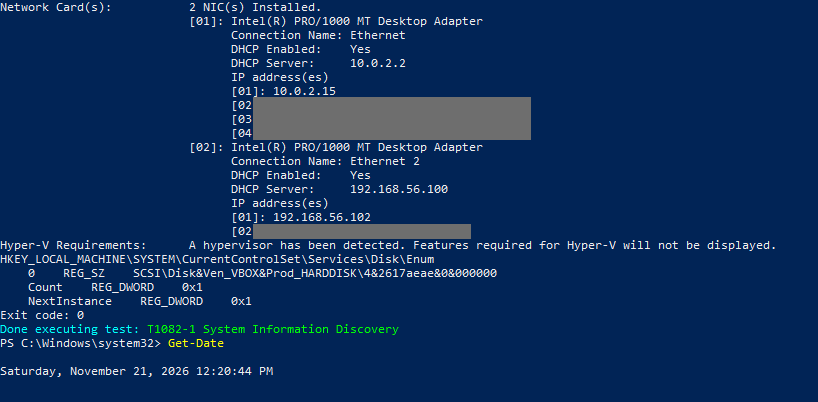 Network Card(s):           2 NIC(s) Installed.
                           [01]: Intel(R) PRO/1000 MT Desktop Adapter
                                 Connection Name: Ethernet
                                 DHCP Enabled:    Yes
                                 DHCP Server:     10.0.2.2
                                 IP address(es)
                                 [01]: 10.0.2.15
                                 [02
                                 [03
                                 [04
                           [02]: Intel(R) PRO/1000 MT Desktop Adapter
                                 Connection Name: Ethernet 2
                                 DHCP Enabled:    Yes
                                 DHCP Server:     192.168.56.100
                                 IP address(es)
                                 [01]: 192.168.56.102
                                 [02
Hyper-V Requirements:      A hypervisor has been detected. Features required for Hyper-V will not be displayed.
HKEY_LOCAL_MACHINE\SYSTEM\CurrentControlSet\Services\Disk\Enum
    0    REG_SZ    SCSI\Disk&Ven_VBOX&Prod_HARDDISK\4&2617aeae&0&000000
    Count    REG_DWORD    0x1
    NextInstance    REG_DWORD    0x1
Exit code: 0
Done executing test: T1082-1 System Information Discovery
PS C:\Windows\system32> Get-Date
Saturday, November 21, 2026 12:20:44 PM